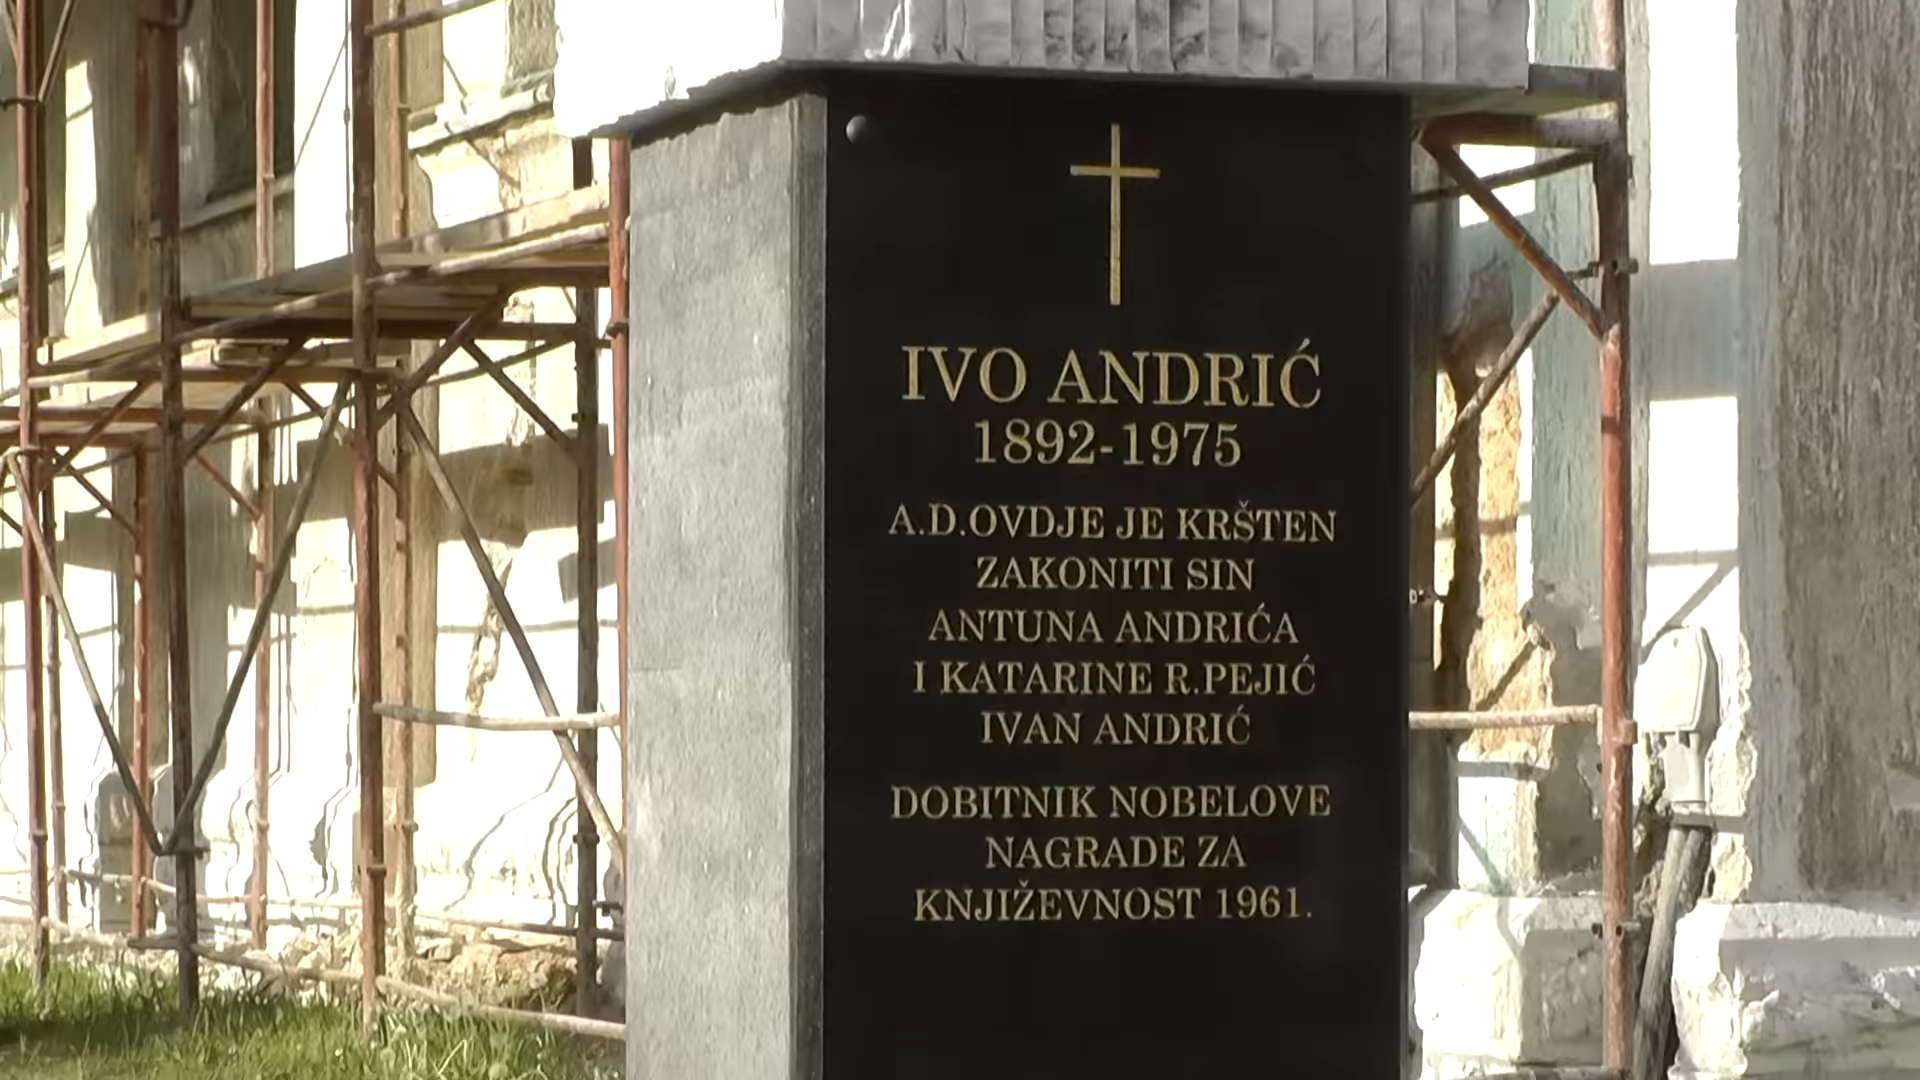 IVO ANDRIĆ
1892-1975
A.D.OVDJE JE KRŠTEN
ZAKONITI SIN
ANTUNA ANDRIĆA
I KATARINE R.PEJIĆ
IVAN ANDRIĆ
DOBITNIK NOBELOVE
NAGRADE ZA
KNJIŽEVNOST 1961.